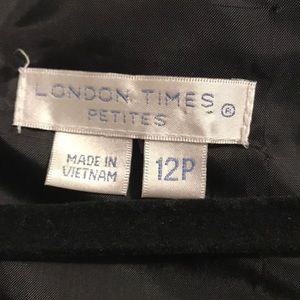 LONDON TIMES ®
PETITES
MADE IN
VIETNAM
12P